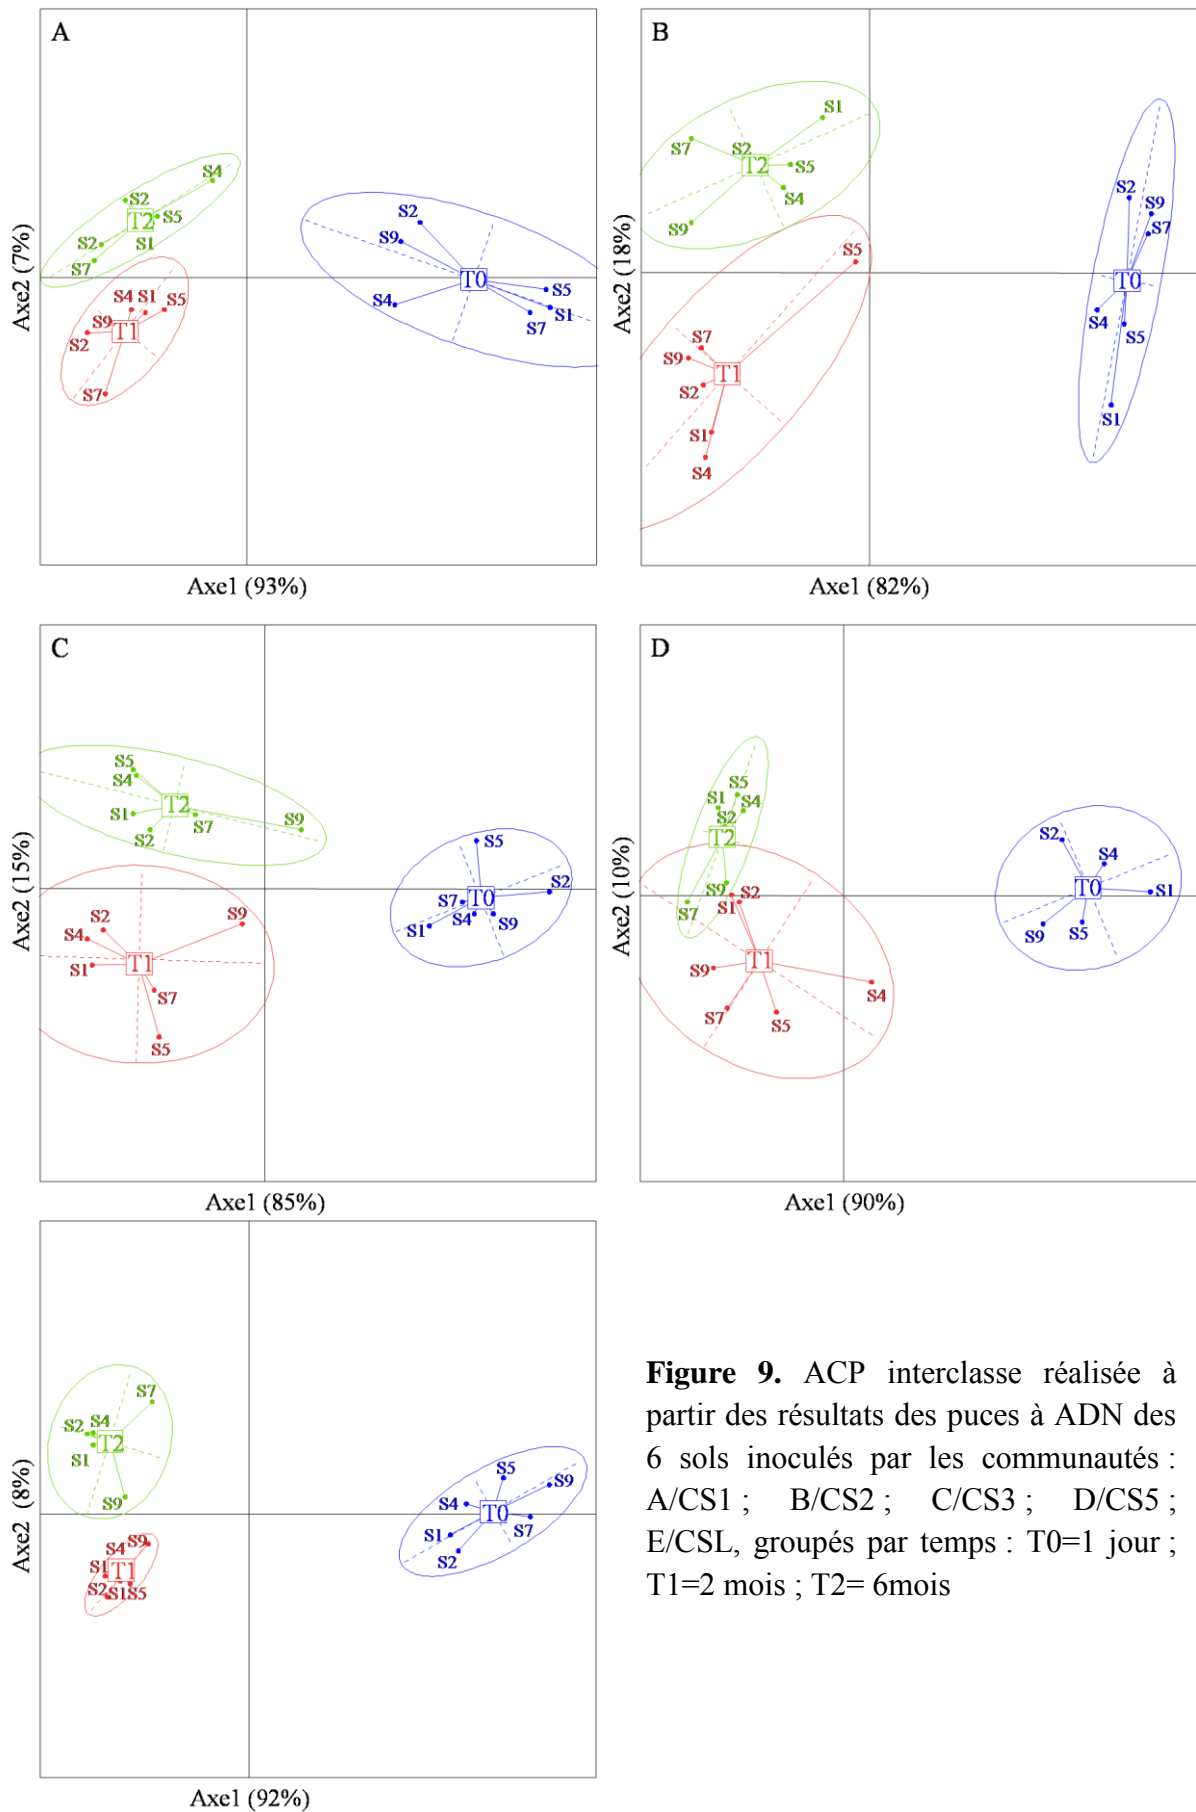 A
S4
S2
T2
S5
S2
S1
S7
S4
S1
S5
S9
T1
S2
S7
S2
S9
T0
S4
S5
S1
S7
Axe2 (7%)
Axe1 (93%)
B
S1
S7
S2
T2
S5
S4
S9
S5
S7
S9
T1
S2
S1
S4
S2
S9
S7
T0
S4
S5
S1
Axe2 (18%)
Axe1 (82%)
C
S5
S4
T2
S1
S7
S2
S9
S2
S9
S4
T1
S1
S7
S5
S5
S2
T0
S7
S4
S9
S1
Axe2 (15%)
Axe1 (85%)
D
S5
S1
S4
S2
T2
S9
S7
S2
S1
T1
S9
S4
S7
S5
S2
S4
T0
S1
S9
S5
Axe2 (10%)
Axe1 (90%)
S7
S2
S4
T2
S1
S9
S4
S9
S1
T1
S2
S1
S5
S5
S9
S4
T0
S7
S1
S2
Axe2 (8%)
Axe1 (92%)
Figure 9. ACP interclasse réalisée à
partir des résultats des puces à ADN des
6 sols inoculés par les communautés :
A/CS1 ; B/CS2 ; C/CS3 ; D/CS5 ;
E/CSL, groupés par temps : T0=1 jour ;
T1=2 mois ; T2= 6mois